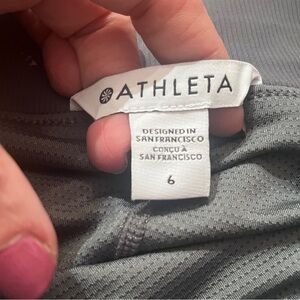 ATHLETA
DESIGNED IN
SAN FRANCISCO
CONÇU À
SAN FRANCISCO
6